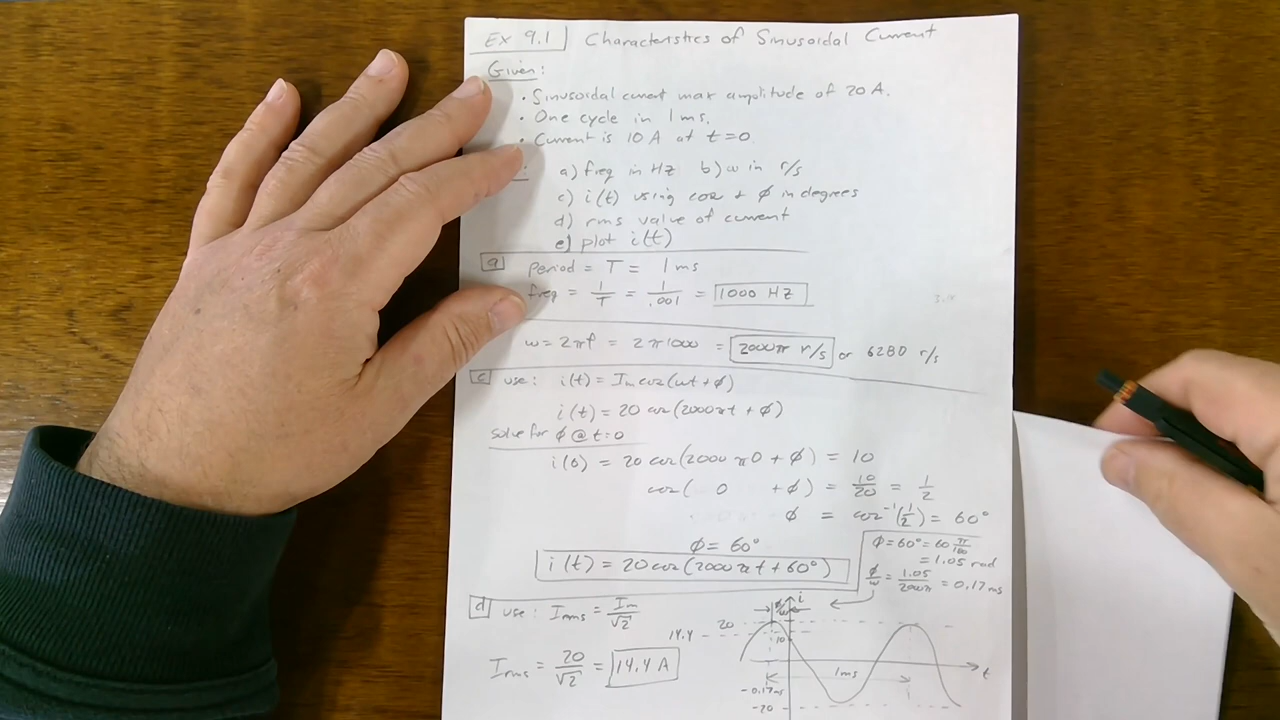 Ex 9.1 Characteristics of Sinusoidal Current
Given:
• Sinusoidal current max amplitude of 20 A.
• One cycle in 1 ms.
• Current is 10 A at t=0
a) freq in Hz b) ω in r/s
c) i(t) using cos + ϕ in degrees
d) rms value of current
e) plot i(t)
a Period = T = 1 ms
freq = 1/T = 1/.001 = 1000 Hz
ω = 2πf = 2π1000 = 2000π r/s or 6280 r/s
c use: i(t) = Im cos(ωt + ϕ)
i(t) = 20 cos(2000πt + ϕ)
solve for ϕ @ t=0
i(0) = 20 cos(2000π0 + ϕ) = 10
cos( 0 + ϕ) = 10/20 = 1/2
ϕ = cos⁻¹(1/2) = 60°
ϕ = 60°
i(t) = 20 cos(2000πt + 60°)
ϕ = 60° = 60 π/180
= 1.05 rad
ϕ/ω = 1.05/2000π = 0.17 ms
d use: Irms = Im/√2
Irms = 20/√2 = 14.4 A
i
ϕ/ω
20
14.4
10
t
1ms
-0.17ms
-20